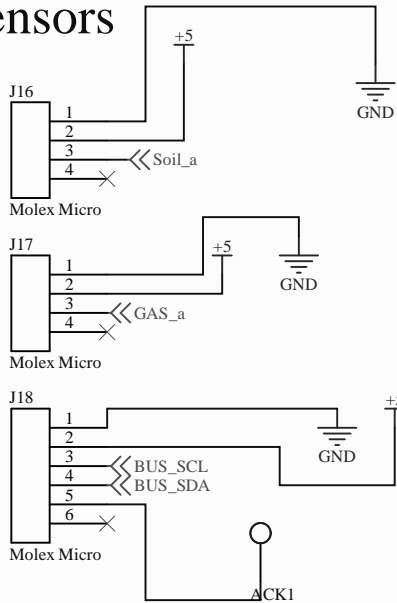 ensors
+5
J16
GND
1
2
3
Soil_a
4
Molex Micro
J17
+5
1
GND
2
3
GAS_a
4
Molex Micro
J18
1
2
GND
3
BUS_SCL
4
BUS_SDA
5
6
Molex Micro
ACK1